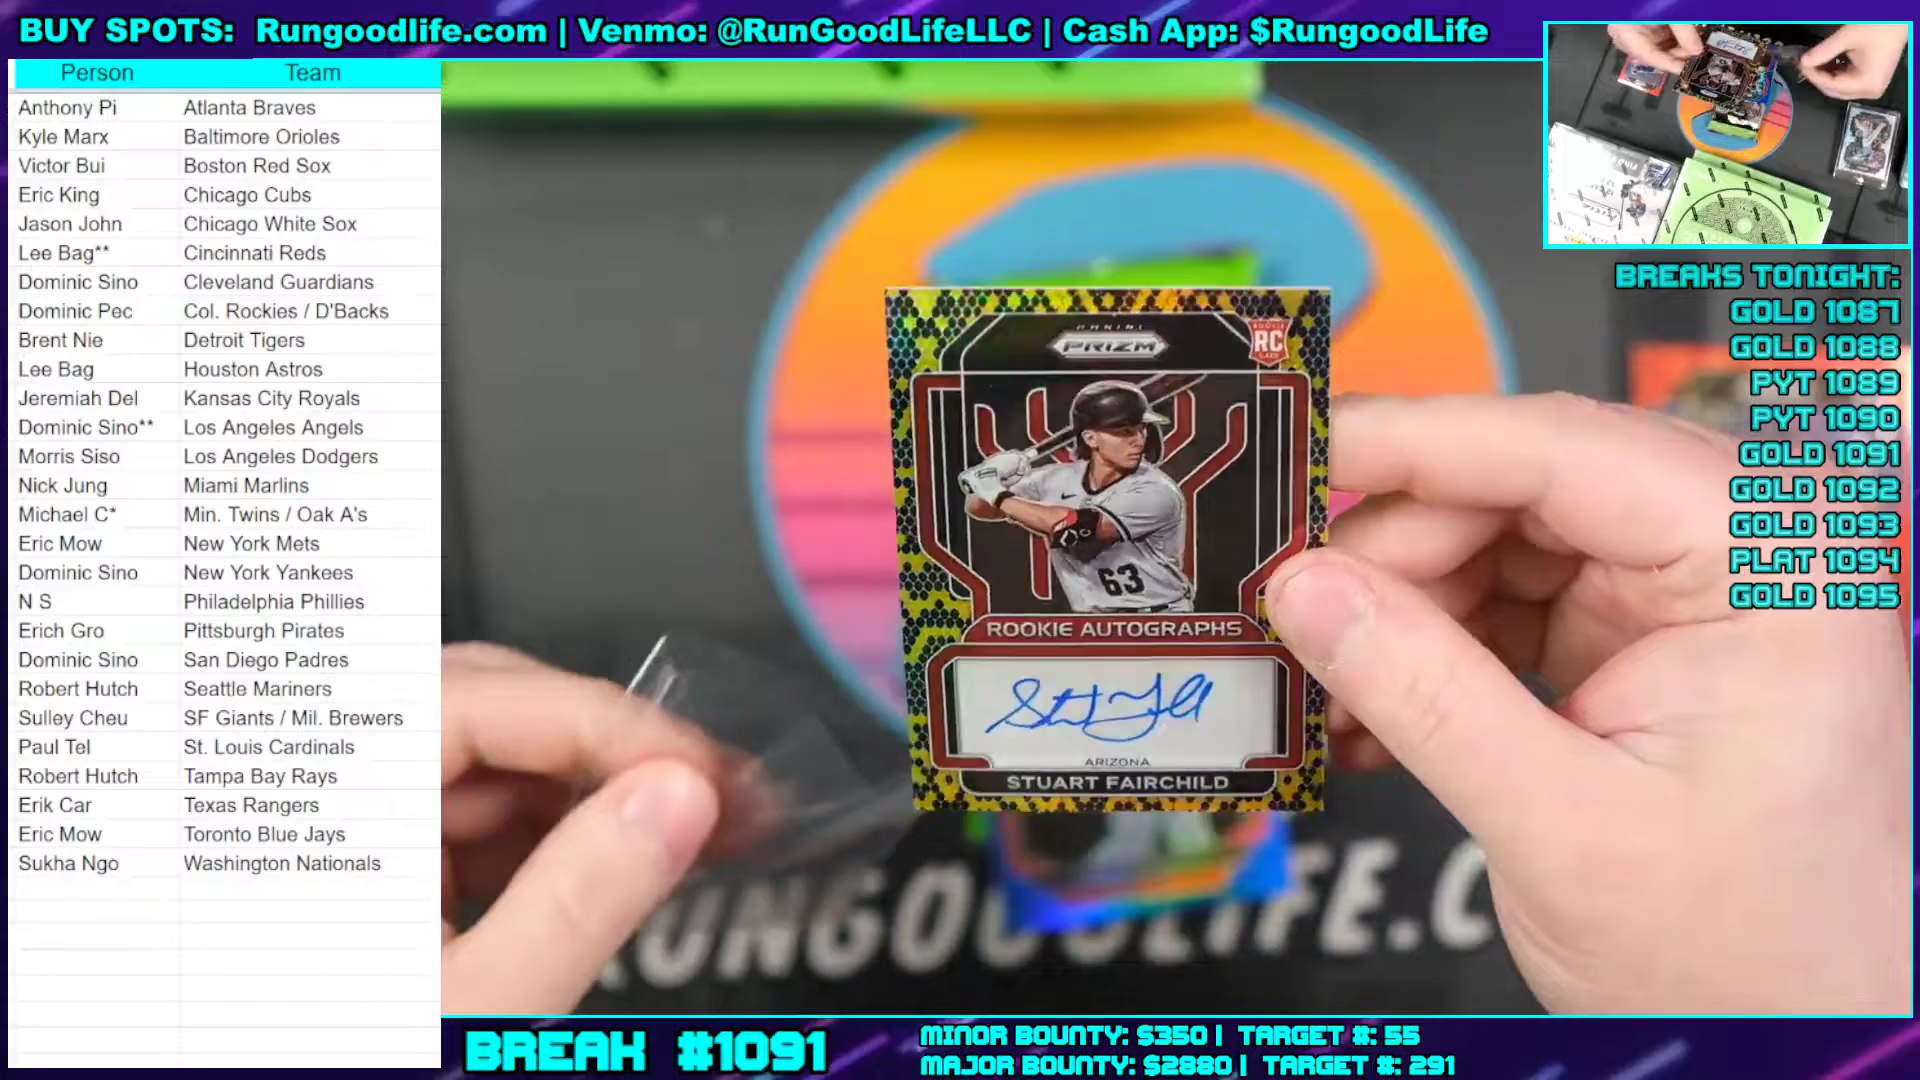 BUY SPOTS: Rungoodlife.com | Venmo: @RunGoodLifeLLC | Cash App: $RungoodLife
Person Team
Anthony Pi Atlanta Braves
Kyle Marx Baltimore Orioles
Victor Bui Boston Red Sox
Eric King Chicago Cubs
Jason John Chicago White Sox
Lee Bag** Cincinnati Reds
Dominic Sino Cleveland Guardians
Dominic Pec Col. Rockies / D'Backs
Brent Nie Detroit Tigers
Lee Bag Houston Astros
Jeremiah Del Kansas City Royals
Dominic Sino** Los Angeles Angels
Morris Siso Los Angeles Dodgers
Nick Jung Miami Marlins
Michael C* Min. Twins / Oak A's
Eric Mow New York Mets
Dominic Sino New York Yankees
N S Philadelphia Phillies
Erich Gro Pittsburgh Pirates
Dominic Sino San Diego Padres
Robert Hutch Seattle Mariners
Sulley Cheu SF Giants / Mil. Brewers
Paul Tel St. Louis Cardinals
Robert Hutch Tampa Bay Rays
Erik Car Texas Rangers
Eric Mow Toronto Blue Jays
Sukha Ngo Washington Nationals
PANINI
PRIZM
ROOKIE
RC
CARD
63
ROOKIE AUTOGRAPHS
ARIZONA
STUART FAIRCHILD
RUNGOODLIFE.C
BREAKS TONIGHT:
GOLD 1087
GOLD 1088
PYT 1089
PYT 1090
GOLD 1091
GOLD 1092
GOLD 1093
PLAT 1094
GOLD 1095
BREAK #1091
MINOR BOUNTY: $350 | TARGET #: 55
MAJOR BOUNTY: $2880 | TARGET #: 291